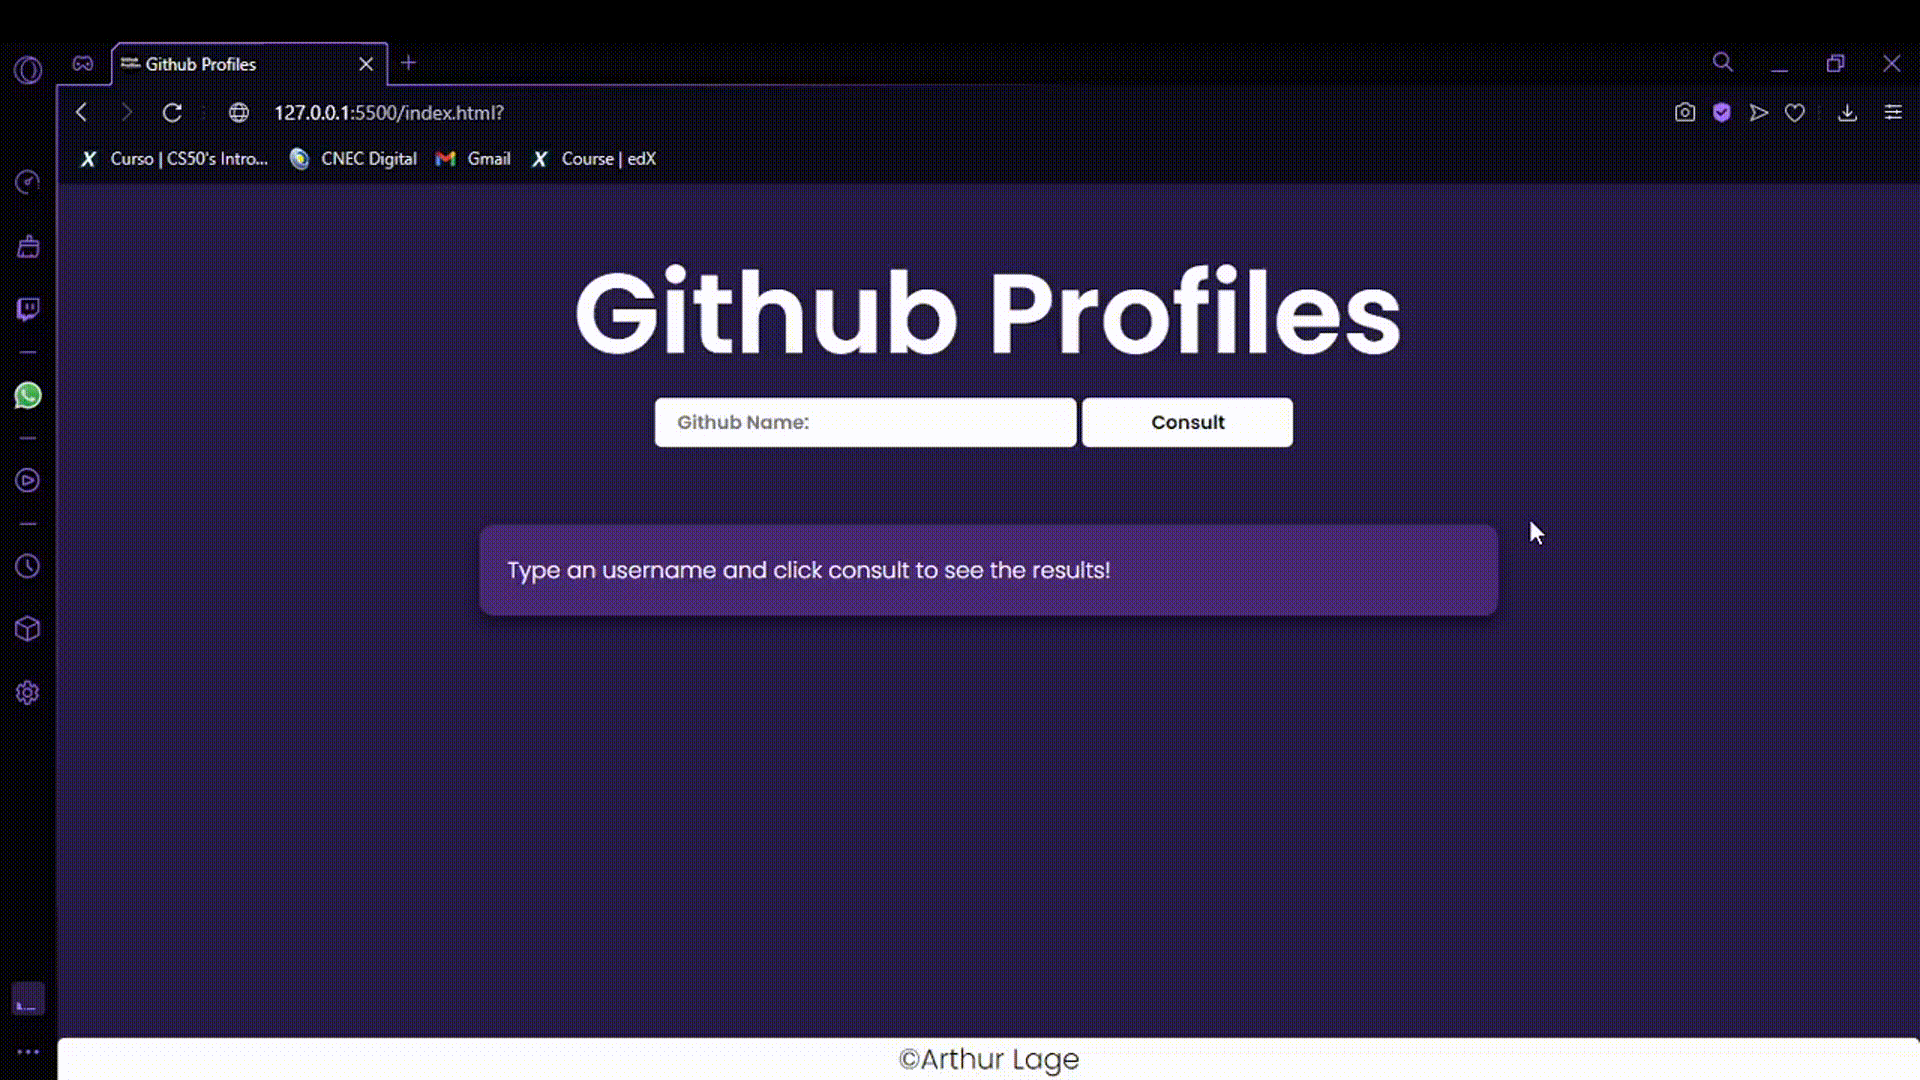 Github Profiles
127.0.0.1:5500/index.html?
Curso | CS50's Intro... CNEC Digital Gmail Course | edX
Github Profiles
Github Name: Consult
Type an username and click consult to see the results!
©Arthur Lage